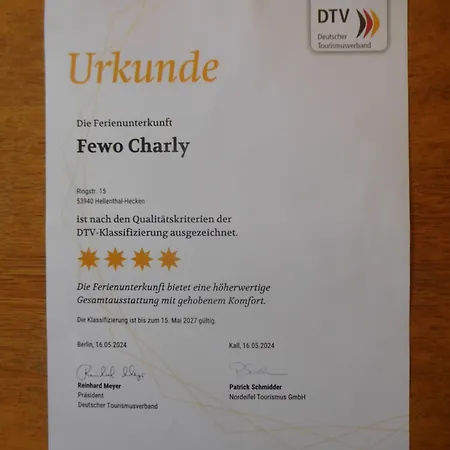 DTV
Deutscher
Tourismusverband
Urkunde
Die Ferienunterkunft
Fewo Charly
Ringstr. 15
53940 Hellenthal-Hecken
ist nach den Qualitätskriterien der
DTV-Klassifizierung ausgezeichnet.
Die Ferienunterkunft bietet eine höherwertige
Gesamtausstattung mit gehobenem Komfort.
Die Klassifizierung ist bis zum 15. Mai 2027 gültig.
Berlin, 16.05.2024
Kall, 16.05.2024
Reinhard Meyer
Präsident
Deutscher Tourismusverband
Patrick Schmidder
Nordeifel Tourismus GmbH